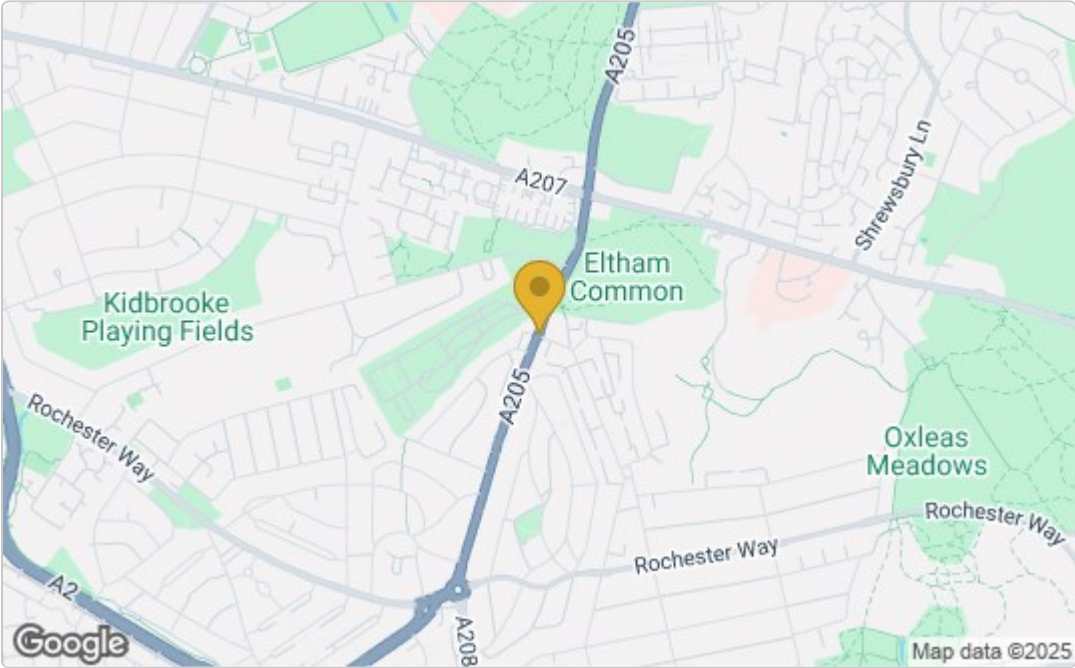 A205
A207
Shrewsbury Ln
Eltham
Common
Kidbrooke
Playing Fields
A205
Rochester Way
Oxleas
Meadows
Rochester Way
Rochester Way
A2
A208
Google
Map data ©2025